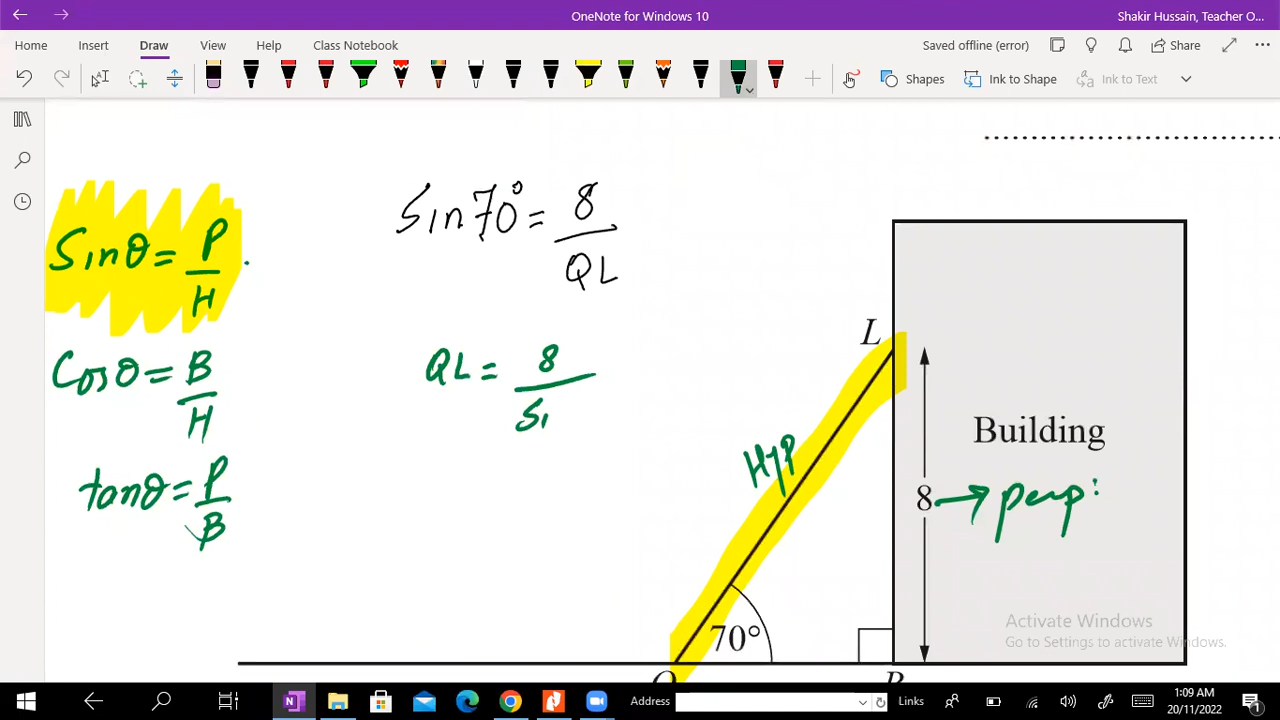 OneNote for Windows 10
Shakir Hussain, Teacher O...
Home Insert Draw View Help Class Notebook
Saved offline (error) Share
Shapes Ink to Shape Ink to Text
Sinθ = P/H
Sin70° = 8/QL
Cosθ = B/H
QL = 8/Si
tanθ = P/B
L
Hyp
Building
8 → perp:
70°
Activate Windows
Go to Settings to activate Windows.
Address Links
1:09 AM
20/11/2022